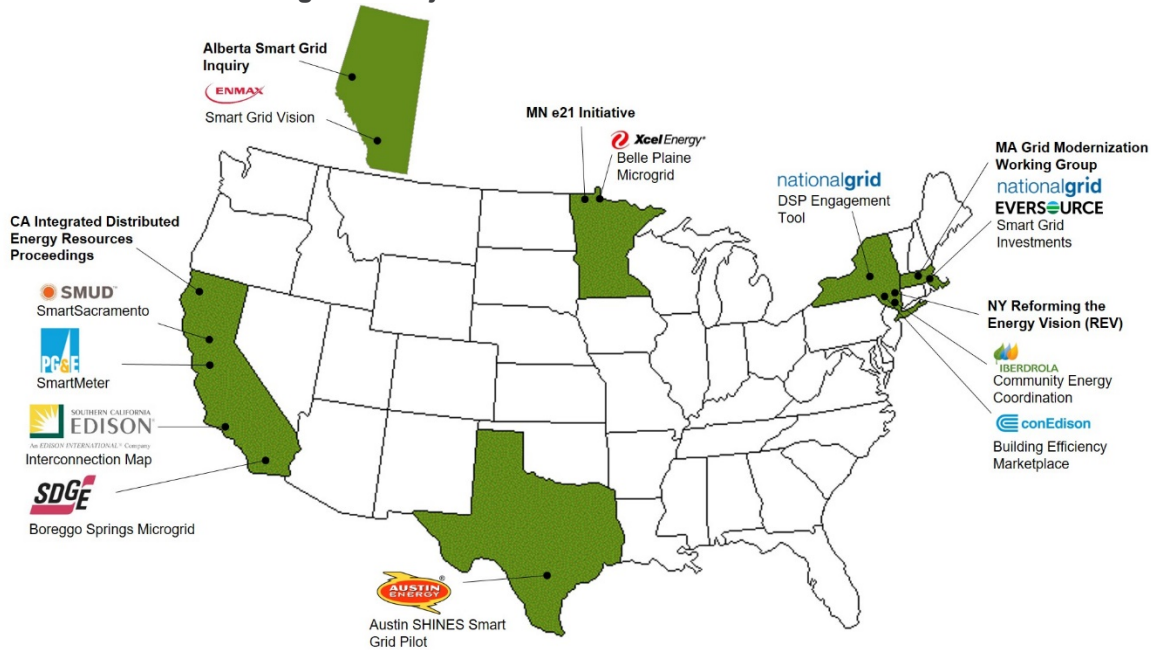 Alberta Smart Grid
Inquiry
ENMAX
Smart Grid Vision
MN e21 Initiative
Xcel Energy®
Belle Plaine
Microgrid
nationalgrid
DSP Engagement
Tool
MA Grid Modernization
Working Group
nationalgrid
EVERSOURCE
Smart Grid
Investments
CA Integrated Distributed
Energy Resources
Proceedings
SMUD™
SmartSacramento
PG&E
SmartMeter
SOUTHERN CALIFORNIA
EDISON®
An EDISON INTERNATIONAL® Company
Interconnection Map
SDGE
Boreggo Springs Microgrid
NY Reforming the
Energy Vision (REV)
IBERDROLA
Community Energy
Coordination
conEdison
Building Efficiency
Marketplace
AUSTIN
ENERGY
®
Austin SHINES Smart
Grid Pilot